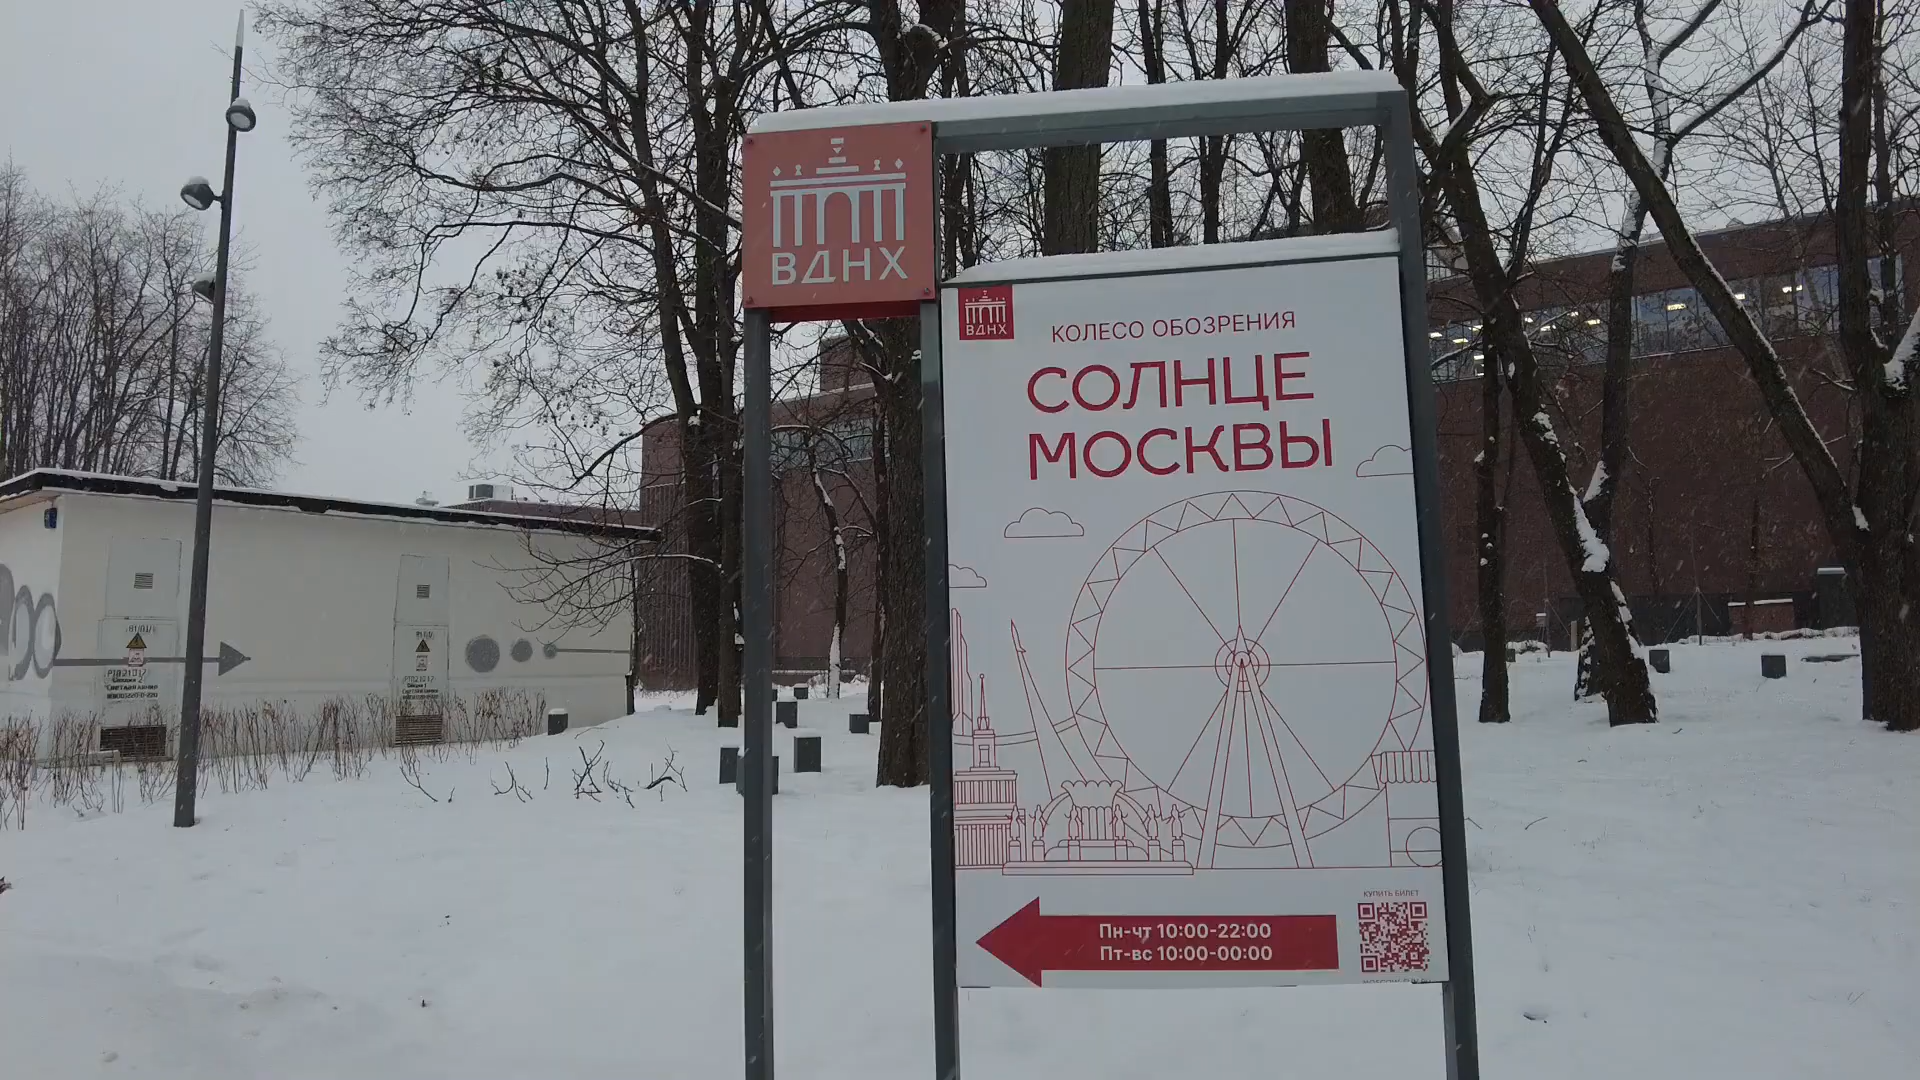 ВДНХ
ВДНХ
КОЛЕСО ОБОЗРЕНИЯ
СОЛНЦЕ
МОСКВЫ
Пн-чт 10:00-22:00
Пт-вс 10:00-00:00
КУПИТЬ БИЛЕТ